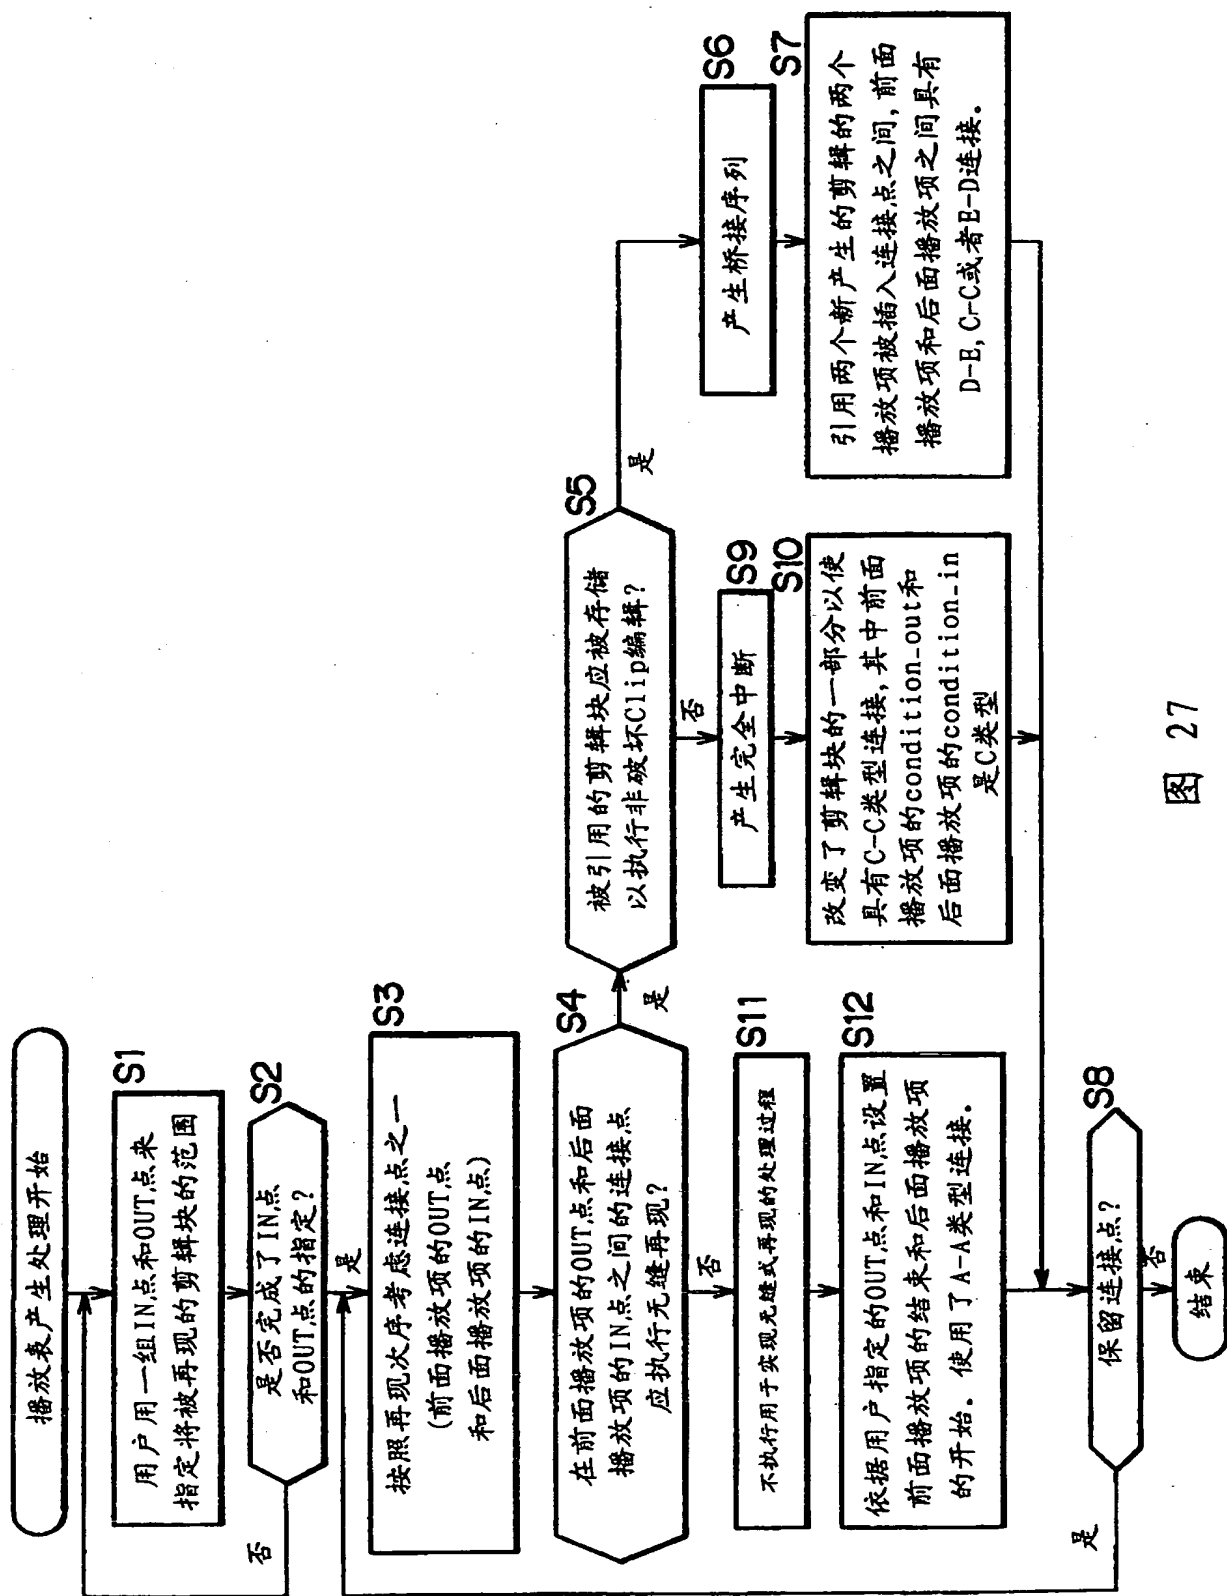 播放表产生处理开始
S1
用户用一组IN点和OUT点来
指定将被再现的剪辑块的范围
S2
是否完成了IN点
和OUT点的指定?
否
是
S3
按照再现次序考虑连接点之一
(前面播放项的OUT点
和后面播放项的IN点)
S4
在前面播放项的OUT点和后面
播放项的IN点之间的连接点
应执行无缝再现?
是
否
S5
被引用的剪辑块应被存储
以执行非破坏Clip编辑?
是
否
S6
产生桥接序列
S7
引用两个新产生的剪辑的两个
播放项被插入连接点之间,前面
播放项和后面播放项之间具有
D-E,C-C或者E-D连接。
S9
产生完全中断
S10
改变了剪辑块的一部分以使
具有C-C类型连接,其中前面
播放项的condition_out和
后面播放项的condition_in
是C类型
S11
不执行用于实现无缝式再现的处理过程
S12
依据用户指定的OUT点和IN点设置
前面播放项的结束和后面播放项
的开始。使用了A-A类型连接。
S8
保留连接点?
是
否
结束
图 27